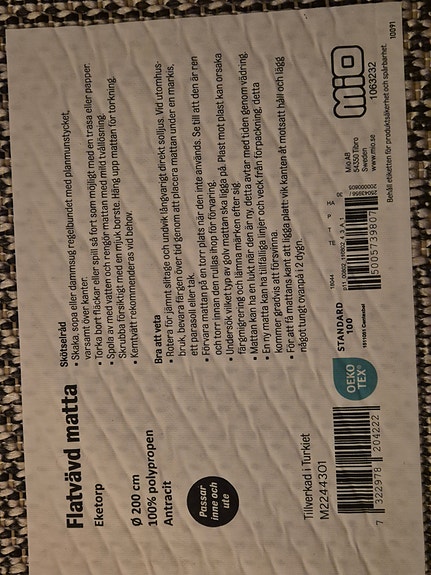 Flatvävd matta
Eketorp
Ø 200 cm
100% polypropen
Antracit
Passar
inne och
ute
Tillverkad i Turkiet
M2244301
7 322978 204222
Skötselråd
• Skaka, sopa eller dammsug regelbundet med planmunstycket,
varsamt över kanter.
• Torka bort fläckar eller spill så fort som möjligt med en trasa eller papper.
• Spola av med vatten och rengör mattan med mild tvållösning.
Skrubba försiktigt med en mjuk borste. Häng upp mattan för torkning.
• Kemtvätt rekommenderas vid behov.
Bra att veta
• Rotera för jämnt slitage och undvik långvarigt direkt solljus. Vid utomhus-
bruk, bevara färgen över tid genom att placera mattan under en markis,
ett parasoll eller tak.
• Förvara mattan på en torr plats när den inte används. Se till att den är ren
och torr innan den rullas ihop för förvaring.
• Undersök vilket typ av golv mattan ska ligga på. Plast mot plast kan orsaka
färgmigrering och lämna märken efter sig.
• Mattan kan ha en lukt när den är ny, detta avtar med tiden genom vädring.
• En ny matta kan ha tillfälliga linjer och veck från förpackning, detta
kommer gradvis att försvinna.
• För att få mattans kant att ligga platt: vik kanten åt motsatt håll och lägg
något tungt ovanpå i 2 dygn.
OEKO
TEX®
STANDARD
100
5005733907
Mio
1063232
Mio AB
54350 Tibro
Sweden
www.mio.se
Behåll etiketten för produktsäkerhet och spårbarhet.
10091